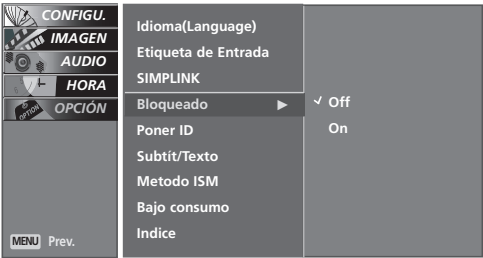 CONFIGU.
IMAGEN
AUDIO
HORA
OPCIÓN
OPTION
MENU Prev.
Idioma(Language)
Etiqueta de Entrada
SIMPLINK
Bloqueado ▶
Poner ID
Subtít/Texto
Metodo ISM
Bajo consumo
Indice
✓ Off
On